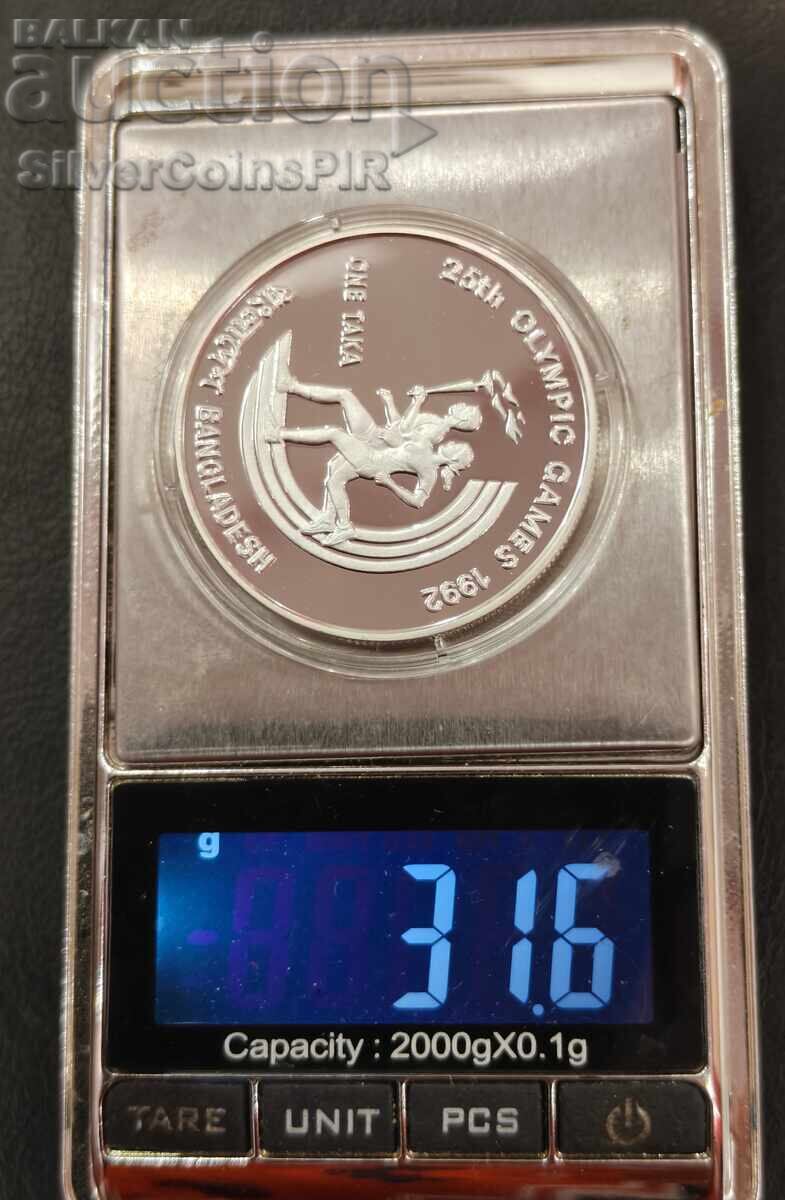 BALKAN
auction
SilverCoinsPIR
25th OLYMPIC GAMES 1992
ONE TAKA
বাংলাদেশ BANGLADESH
g
31.6
Capacity : 2000gX0.1g
TARE
UNIT
PCS